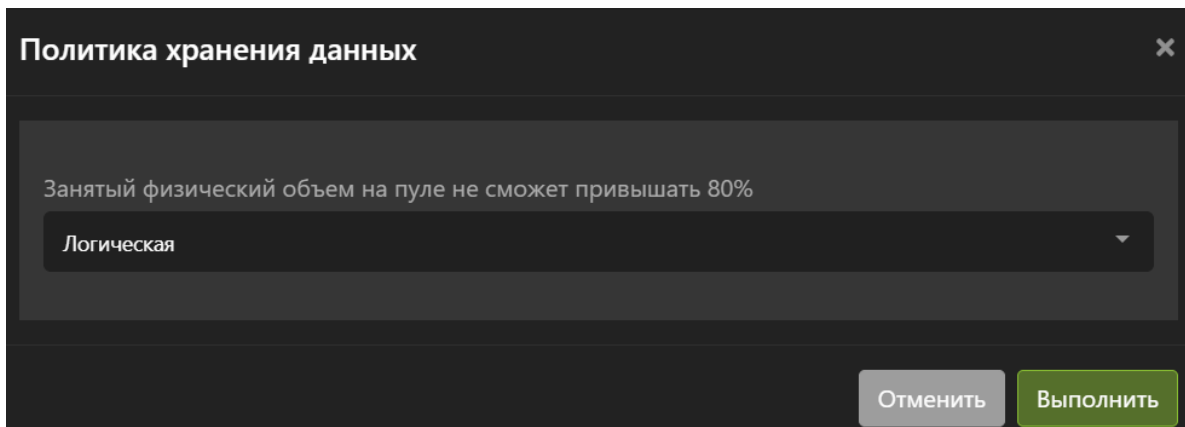 Политика хранения данных
Занятый физический объем на пуле не сможет привышать 80%
Логическая
Отменить
Выполнить